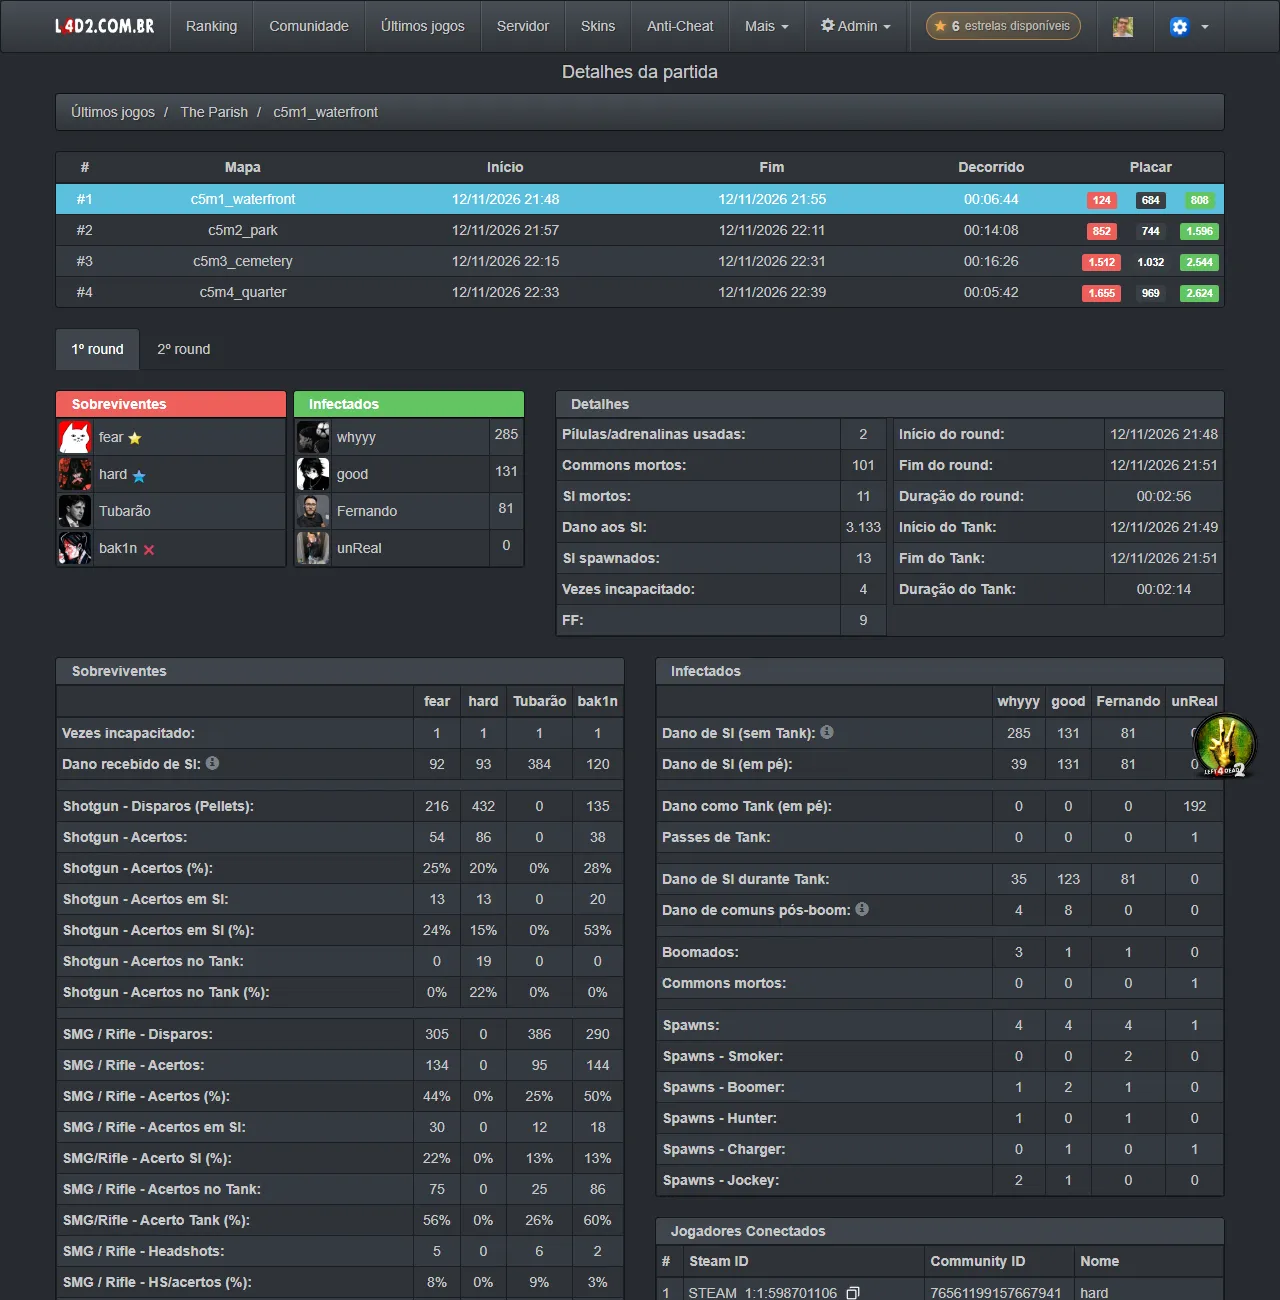 L4D2.COM.BR Ranking Comunidade Últimos jogos Servidor Skins Anti-Cheat Mais Admin 6 estrelas disponíveis
Detalhes da partida
Últimos jogos / The Parish / c5m1_waterfront
# Mapa Início Fim Decorrido Placar
#1 c5m1_waterfront 12/11/2026 21:48 12/11/2026 21:55 00:06:44 124 684 808
#2 c5m2_park 12/11/2026 21:57 12/11/2026 22:11 00:14:08 852 744 1.596
#3 c5m3_cemetery 12/11/2026 22:15 12/11/2026 22:31 00:16:26 1.512 1.032 2.544
#4 c5m4_quarter 12/11/2026 22:33 12/11/2026 22:39 00:05:42 1.655 969 2.624
1º round 2º round
Sobreviventes
fear
hard
Tubarão
bak1n
Infectados
whyyy 285
good 131
Fernando 81
unReal 0
Detalhes
Pílulas/adrenalinas usadas: 2
Commons mortos: 101
SI mortos: 11
Dano aos SI: 3.133
SI spawnados: 13
Vezes incapacitado: 4
FF: 9
Início do round: 12/11/2026 21:48
Fim do round: 12/11/2026 21:51
Duração do round: 00:02:56
Início do Tank: 12/11/2026 21:49
Fim do Tank: 12/11/2026 21:51
Duração do Tank: 00:02:14
Sobreviventes
fear hard Tubarão bak1n
Vezes incapacitado: 1 1 1 1
Dano recebido de SI: 92 93 384 120
Shotgun - Disparos (Pellets): 216 432 0 135
Shotgun - Acertos: 54 86 0 38
Shotgun - Acertos (%): 25% 20% 0% 28%
Shotgun - Acertos em SI: 13 13 0 20
Shotgun - Acertos em SI (%): 24% 15% 0% 53%
Shotgun - Acertos no Tank: 0 19 0 0
Shotgun - Acertos no Tank (%): 0% 22% 0% 0%
SMG / Rifle - Disparos: 305 0 386 290
SMG / Rifle - Acertos: 134 0 95 144
SMG / Rifle - Acertos (%): 44% 0% 25% 50%
SMG / Rifle - Acertos em SI: 30 0 12 18
SMG/Rifle - Acerto SI (%): 22% 0% 13% 13%
SMG / Rifle - Acertos no Tank: 75 0 25 86
SMG/Rifle - Acerto Tank (%): 56% 0% 26% 60%
SMG / Rifle - Headshots: 5 0 6 2
SMG / Rifle - HS/acertos (%): 8% 0% 9% 3%
Infectados
whyyy good Fernando unReal
Dano de SI (sem Tank): 285 131 81 0
Dano de SI (em pé): 39 131 81 0
LEFT 4 DEAD 2
Dano como Tank (em pé): 0 0 0 192
Passes de Tank: 0 0 0 1
Dano de SI durante Tank: 35 123 81 0
Dano de comuns pós-boom: 4 8 0 0
Boomados: 3 1 1 0
Commons mortos: 0 0 0 1
Spawns: 4 4 4 1
Spawns - Smoker: 0 0 2 0
Spawns - Boomer: 1 2 1 0
Spawns - Hunter: 1 0 1 0
Spawns - Charger: 0 1 0 1
Spawns - Jockey: 2 1 0 0
Jogadores Conectados
# Steam ID Community ID Nome
1 STEAM_1:1:598701106 76561199157667941 hard